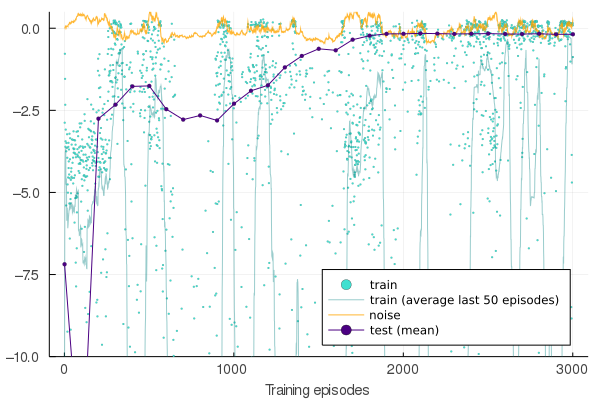 0.0
−2.5
−5.0
−7.5
−10.0
0
1000
2000
3000
Training episodes
train
train (average last 50 episodes)
noise
test (mean)